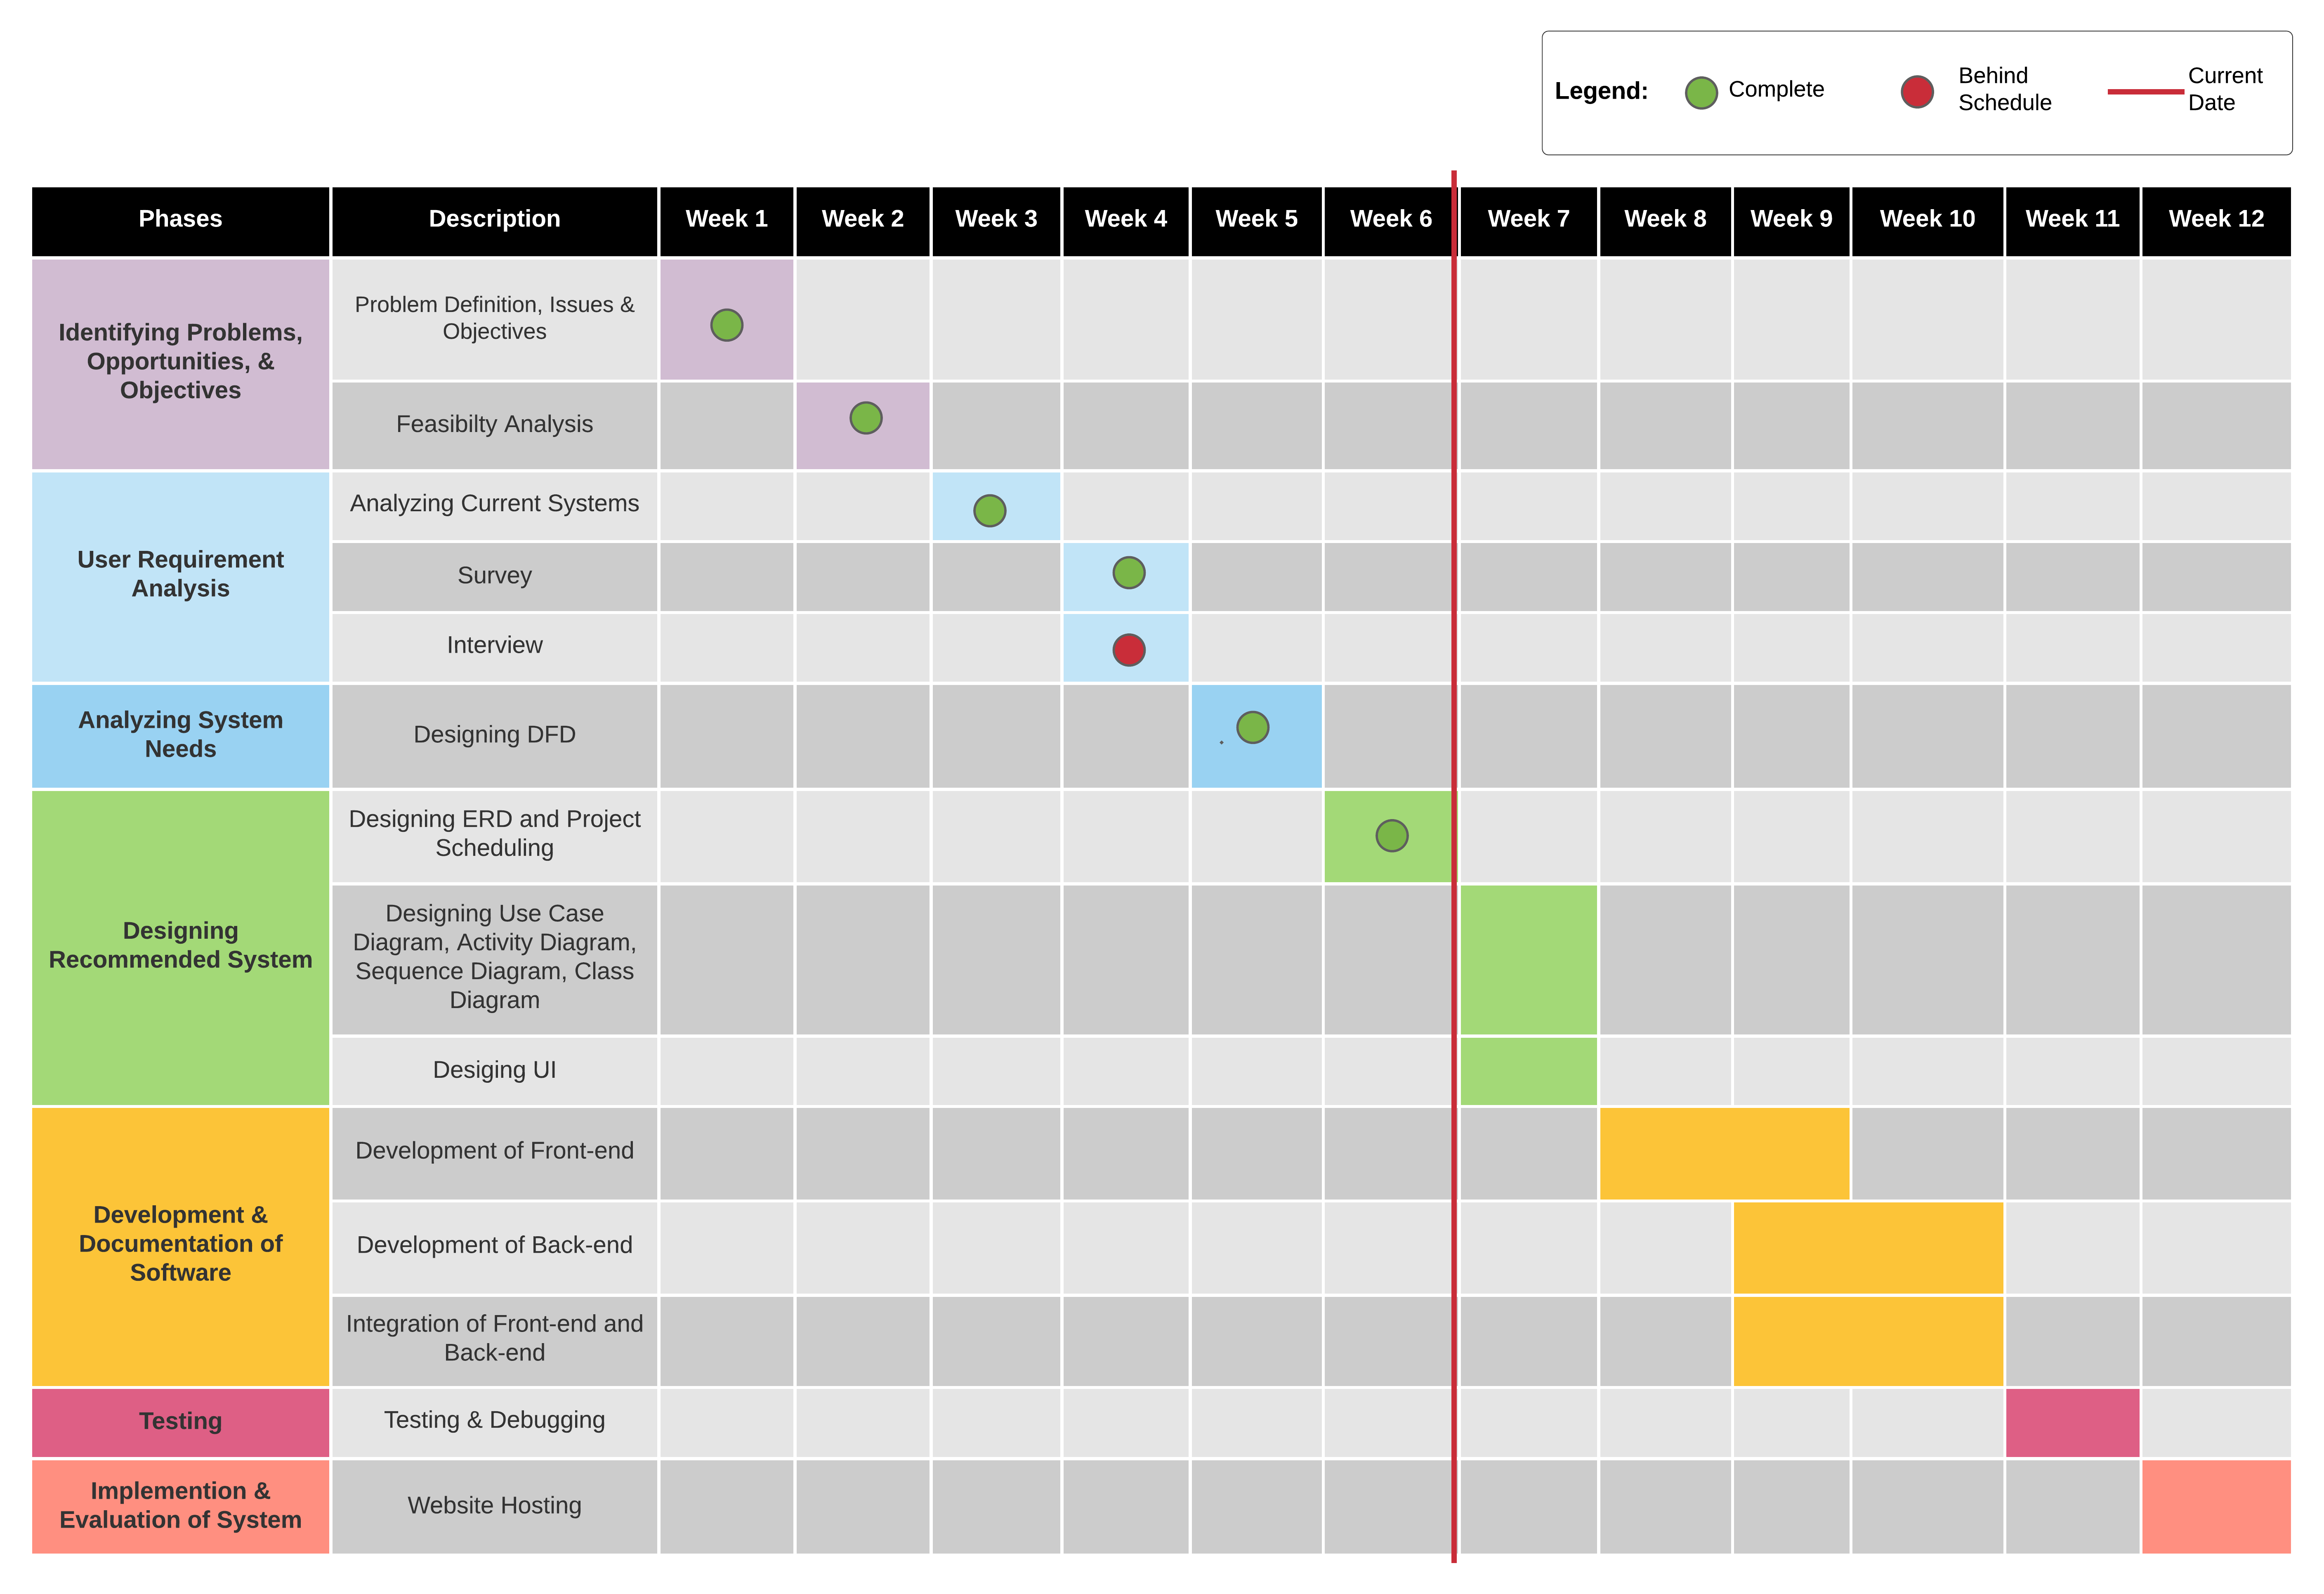 Legend:
Complete
Behind
Schedule
Current
Date
Phases
Description
Week 1
Week 2
Week 3
Week 4
Week 5
Week 6
Week 7
Week 8
Week 9
Week 10
Week 11
Week 12
Identifying Problems,
Opportunities, &
Objectives
Problem Definition, Issues &
Objectives
Feasibilty Analysis
User Requirement
Analysis
Analyzing Current Systems
Survey
Interview
Analyzing System
Needs
Designing DFD
Designing
Recommended System
Designing ERD and Project
Scheduling
Designing Use Case
Diagram, Activity Diagram,
Sequence Diagram, Class
Diagram
Desiging UI
Development &
Documentation of
Software
Development of Front-end
Development of Back-end
Integration of Front-end and
Back-end
Testing
Testing & Debugging
Implemention &
Evaluation of System
Website Hosting